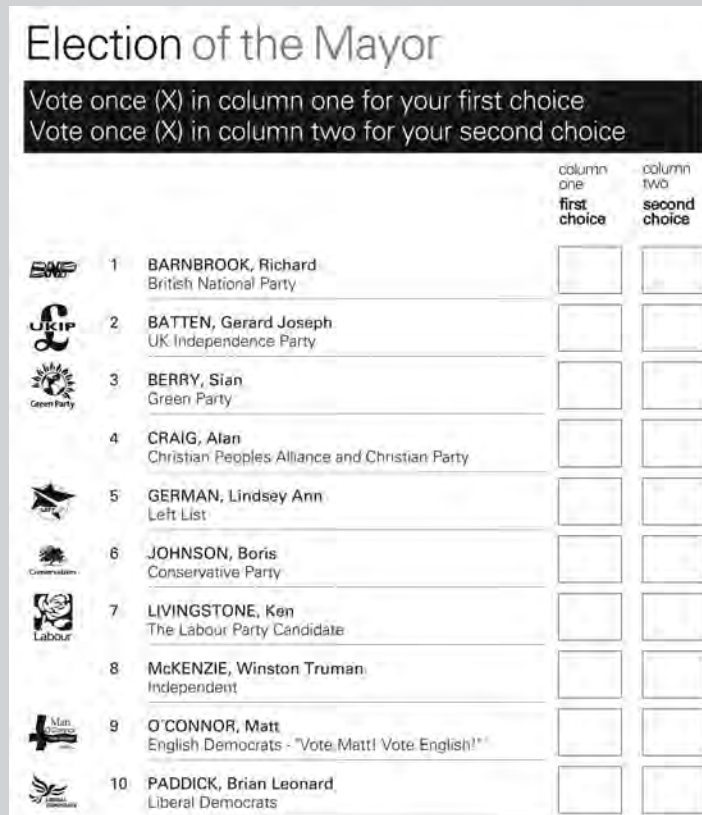 Election of the Mayor
Vote once (X) in column one for your first choice
Vote once (X) in column two for your second choice
column one first choice
column two second choice
BNP
1 BARNBROOK, Richard
British National Party
UKIP
2 BATTEN, Gerard Joseph
UK Independence Party
Green Party
3 BERRY, Sian
Green Party
4 CRAIG, Alan
Christian Peoples Alliance and Christian Party
5 GERMAN, Lindsey Ann
Left List
Conservatives
6 JOHNSON, Boris
Conservative Party
Labour
7 LIVINGSTONE, Ken
The Labour Party Candidate
8 McKENZIE, Winston Truman
Independent
Matt O'Connor
9 O'CONNOR, Matt
English Democrats - "Vote Matt! Vote English!"
10 PADDICK, Brian Leonard
Liberal Democrats